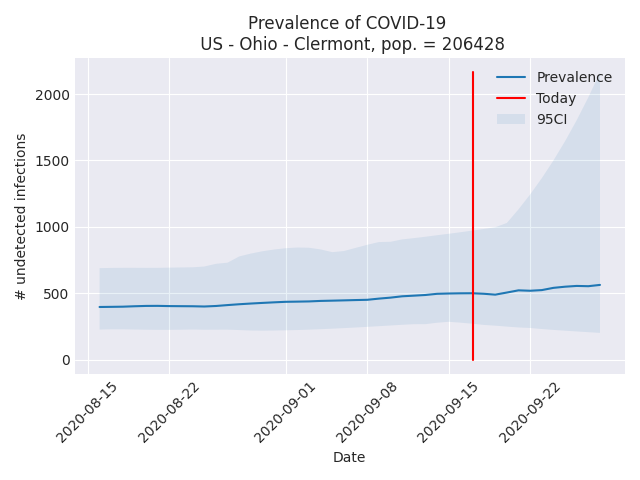 Prevalence of COVID-19
US - Ohio - Clermont, pop. = 206428
Prevalence
Today
95CI
2000
1500
1000
500
0
# undetected infections
2020-08-15
2020-08-22
2020-09-01
2020-09-08
2020-09-15
2020-09-22
Date